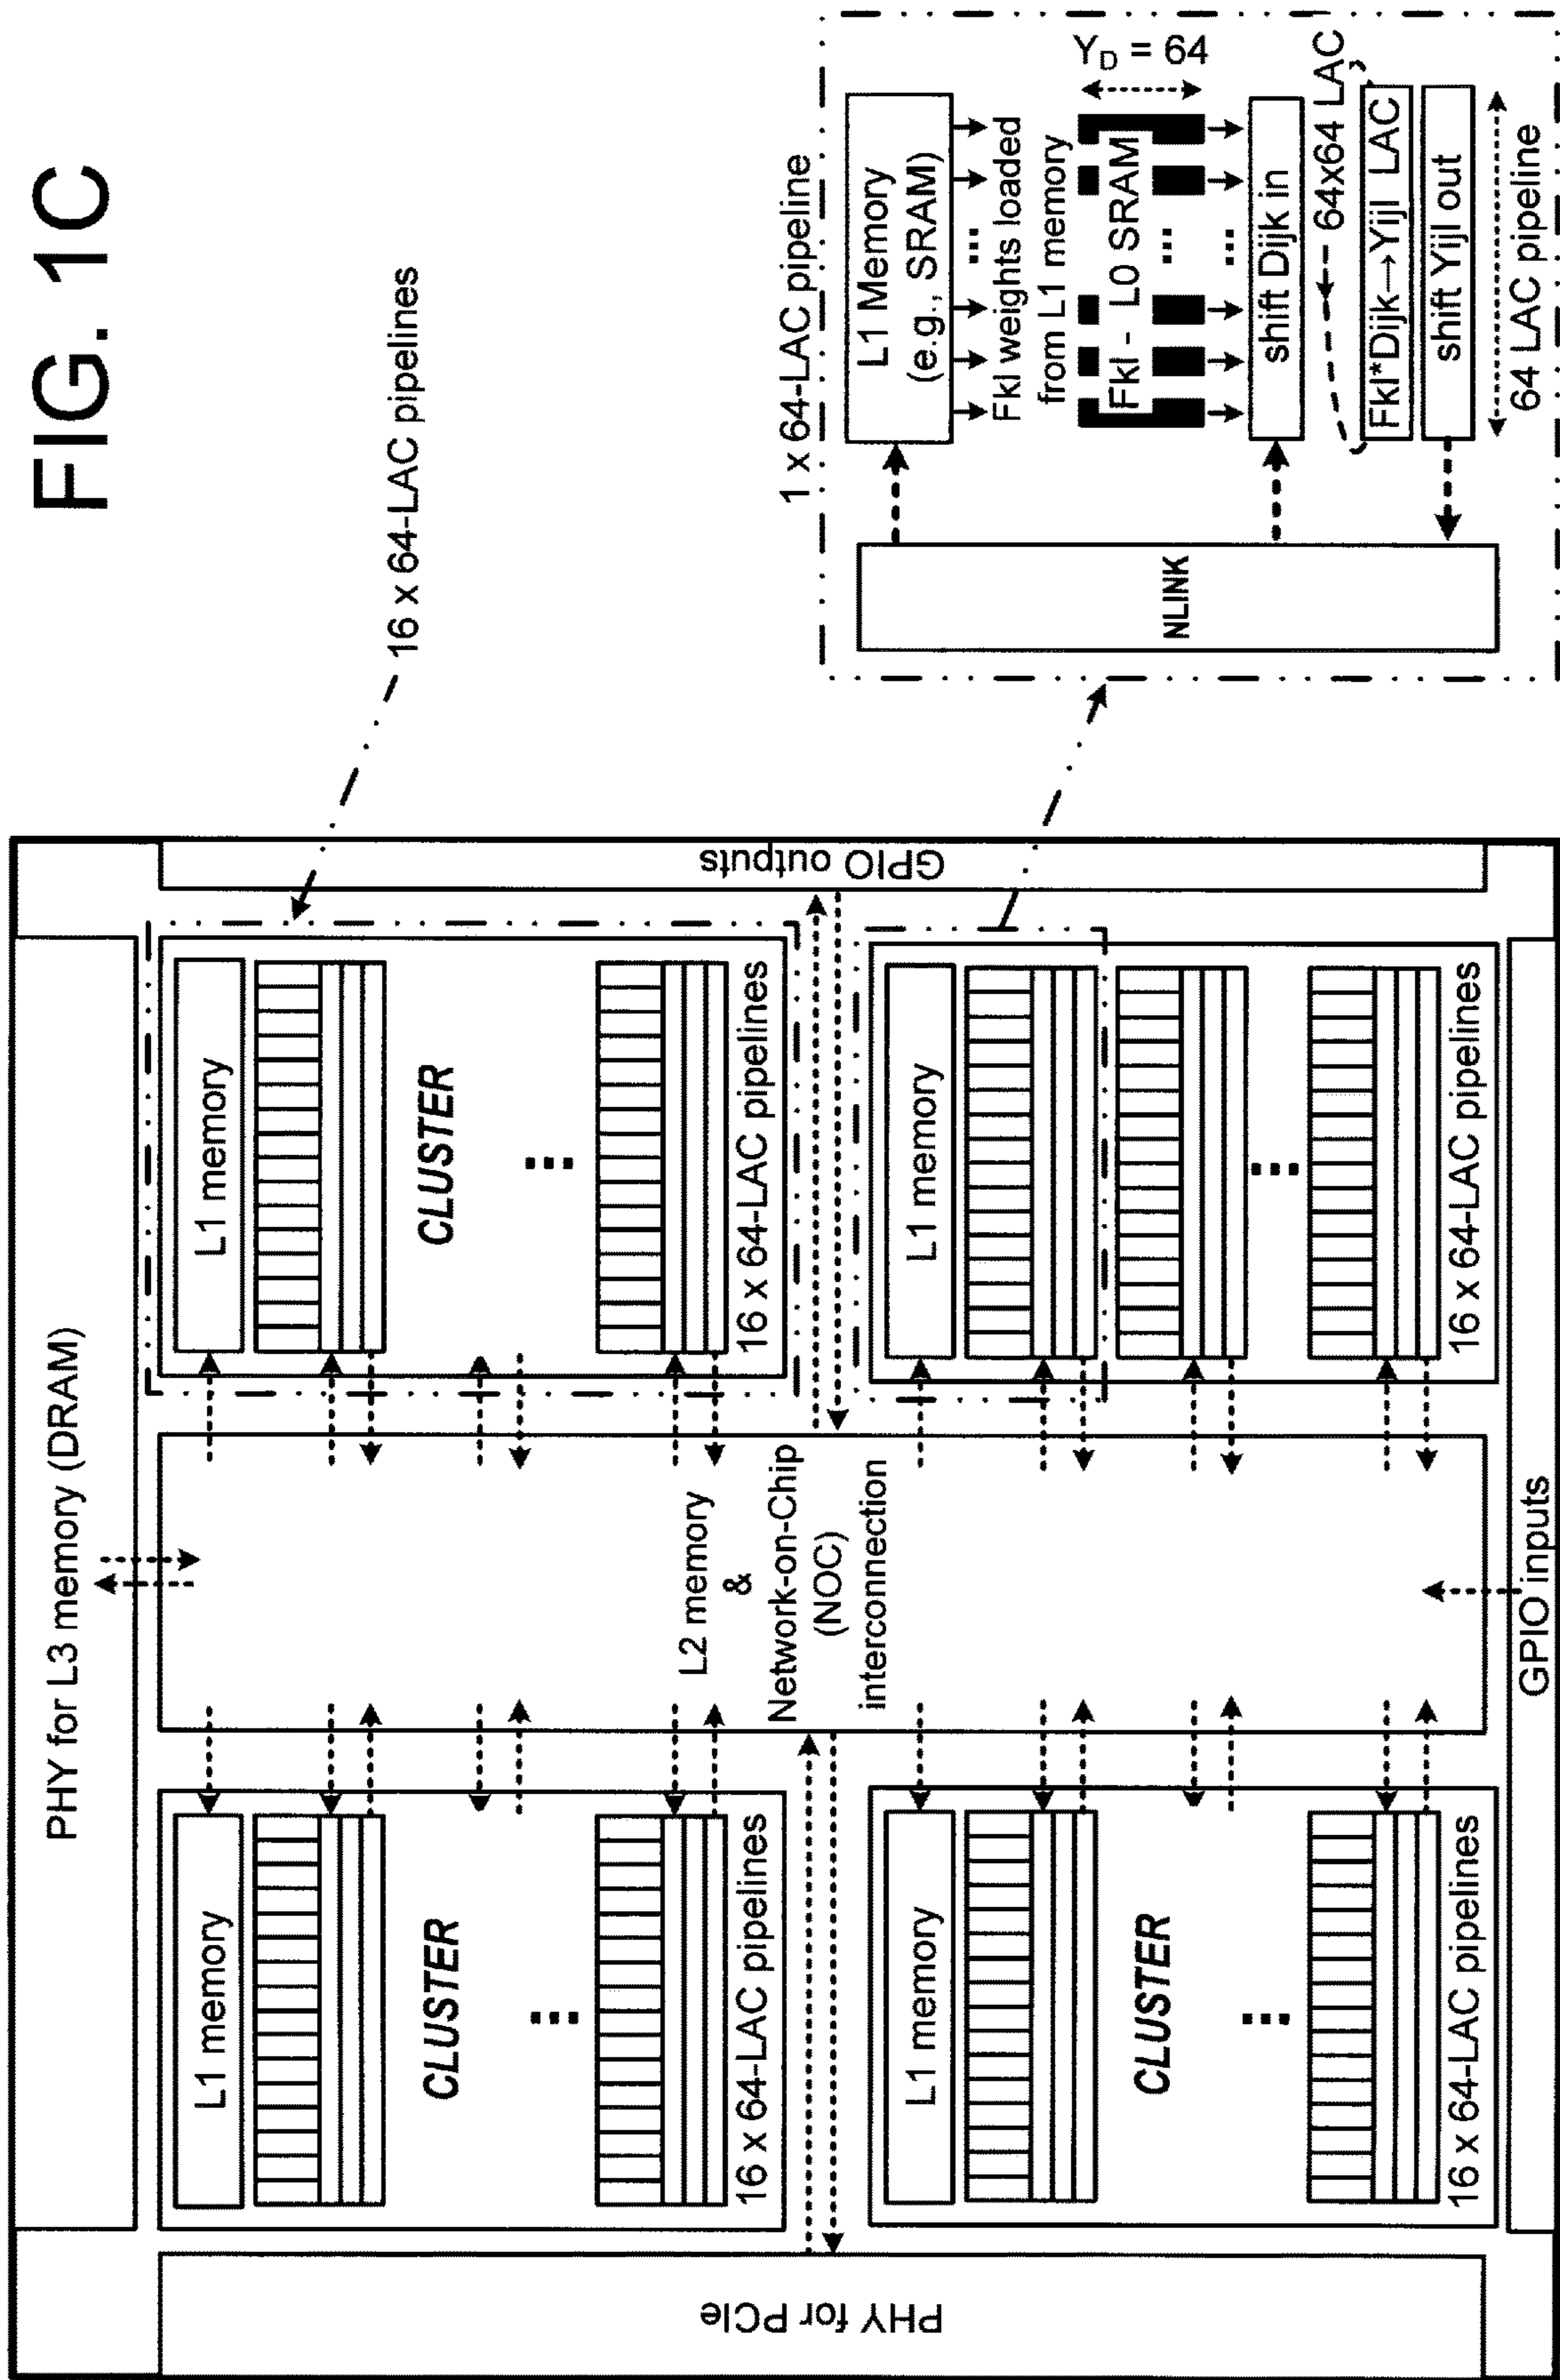 FIG. 1C
PHY for L3 memory (DRAM)
PHY for PCIe
L1 memory
CLUSTER
...
16 x 64-LAC pipelines
L1 memory
CLUSTER
...
16 x 64-LAC pipelines
L2 memory
&
Network-on-Chip
(NOC)
interconnection
L1 memory
CLUSTER
...
16 x 64-LAC pipelines
L1 memory
...
16 x 64-LAC pipelines
GPIO outputs
GPIO inputs
16 x 64-LAC pipelines
1 x 64-LAC pipeline
NLINK
L1 Memory
(e.g., SRAM)
...
Fkl weights loaded
from L1 memory
Y_D = 64
...
Fkl - L0 SRAM
...
...
shift Dijk in
64x64 LAC
Fkl*Dijk→Yijl LAC
shift Yijl out
64 LAC pipeline